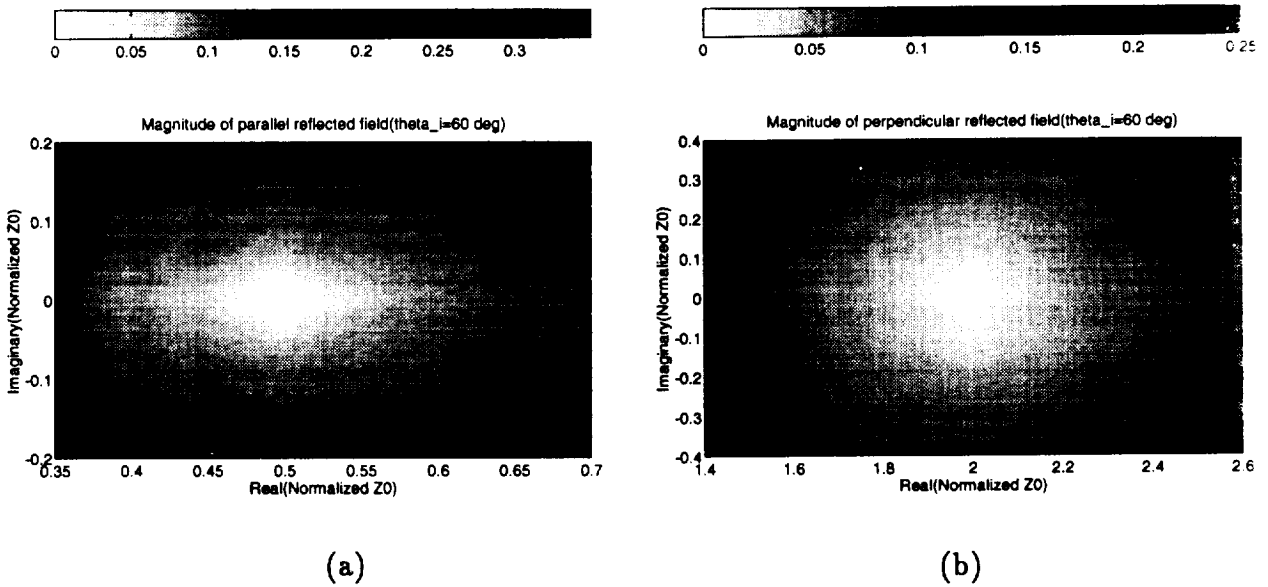 0 0.05 0.1 0.15 0.2 0.25 0.3
Magnitude of parallel reflected field(theta_i=60 deg)
Imaginary(Normalized Z0)
0.2
0.1
0
-0.1
-0.2
0.35 0.4 0.45 0.5 0.55 0.6 0.65 0.7
Real(Normalized Z0)
(a)
0 0.05 0.1 0.15 0.2 0.25
Magnitude of perpendicular reflected field(theta_i=60 deg)
Imaginary(Normalized Z0)
0.4
0.3
0.2
0.1
0
-0.1
-0.2
-0.3
-0.4
1.4 1.6 1.8 2 2.2 2.4 2.6
Real(Normalized Z0)
(b)